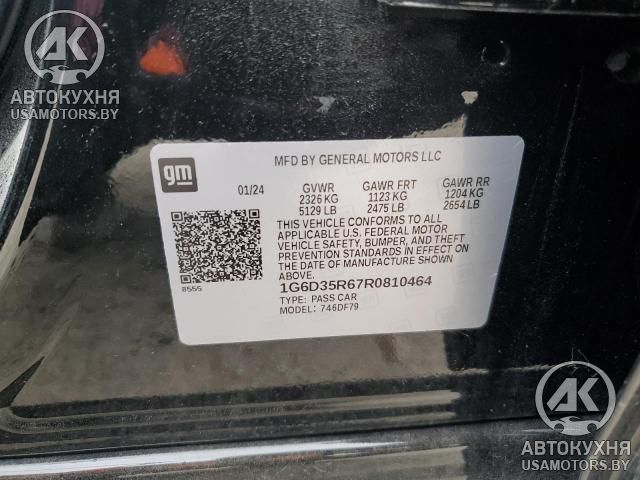 АК
АВТОКУХНЯ
USAMOTORS.BY
gm
MFD BY GENERAL MOTORS LLC
01/24 GVWR GAWR FRT GAWR RR
2326 KG 1123 KG 1204 KG
5129 LB 2475 LB 2654 LB
THIS VEHICLE CONFORMS TO ALL
APPLICABLE U.S. FEDERAL MOTOR
VEHICLE SAFETY, BUMPER, AND THEFT
PREVENTION STANDARDS IN EFFECT ON
THE DATE OF MANUFACTURE SHOWN
ABOVE.
8555
1G6D35R67R0810464
TYPE: PASS CAR
MODEL: 746DF79
АК
АВТОКУХНЯ
USAMOTORS.BY